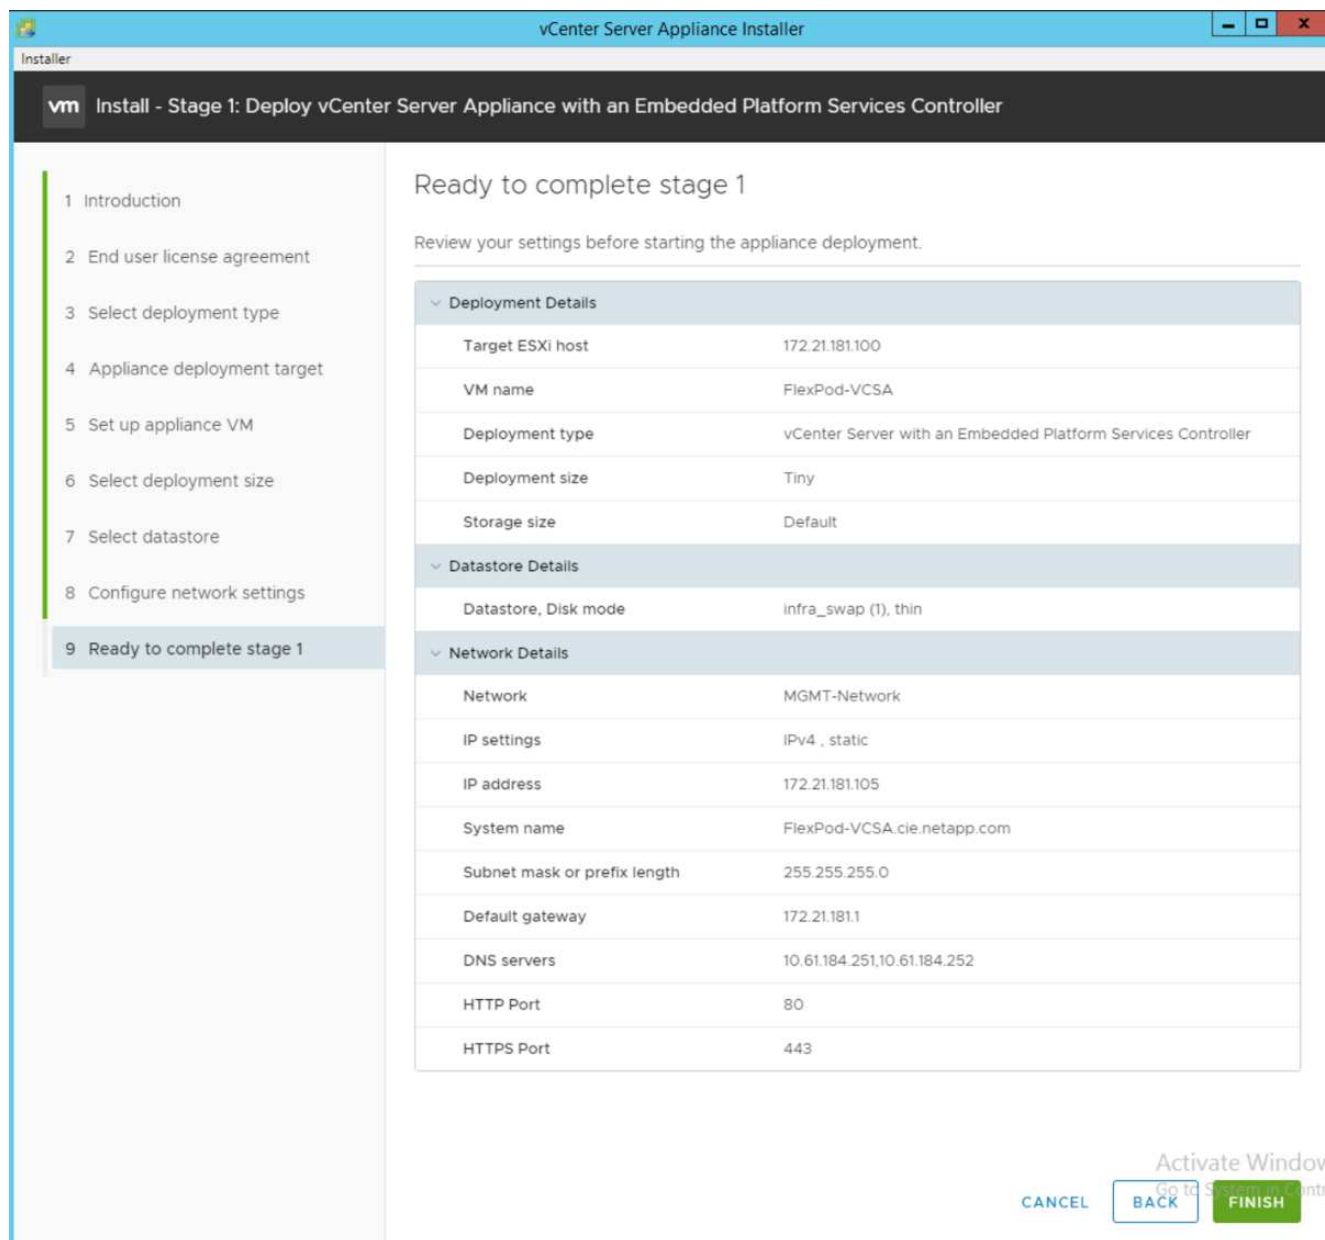 vCenter Server Appliance Installer
Installer
vm Install - Stage 1: Deploy vCenter Server Appliance with an Embedded Platform Services Controller
1 Introduction
2 End user license agreement
3 Select deployment type
4 Appliance deployment target
5 Set up appliance VM
6 Select deployment size
7 Select datastore
8 Configure network settings
9 Ready to complete stage 1
Ready to complete stage 1
Review your settings before starting the appliance deployment.
Deployment Details
Target ESXi host 172.21.181.100
VM name FlexPod-VCSA
Deployment type vCenter Server with an Embedded Platform Services Controller
Deployment size Tiny
Storage size Default
Datastore Details
Datastore, Disk mode infra_swap (1), thin
Network Details
Network MGMT-Network
IP settings IPv4 , static
IP address 172.21.181.105
System name FlexPod-VCSA.cie.netapp.com
Subnet mask or prefix length 255.255.255.0
Default gateway 172.21.181.1
DNS servers 10.61.184.251,10.61.184.252
HTTP Port 80
HTTPS Port 443
Activate Window
Go to System in Contr
CANCEL BACK FINISH